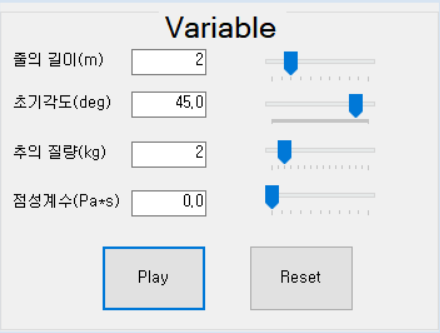 Variable
줄의 길이(m) 2
초기각도(deg) 45,0
추의 질량(kg) 2
점성계수(Pa*s) 0,0
Play Reset